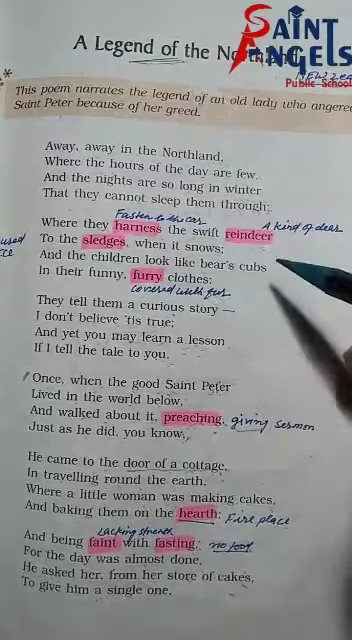 SAINT
ANGELS
Public School
A Legend of the Northland
This poem narrates the legend of an old lady who angered
Saint Peter because of her greed.
Away, away in the Northland,
Where the hours of the day are few,
And the nights are so long in winter
That they cannot sleep them through;
Fasten to the car
A kind of deer
Where they harness the swift reindeer
used
To the sledges, when it snows;
And the children look like bear's cubs
In their funny, furry clothes:
covered with fur
They tell them a curious story —
I don't believe 'tis true;
And yet you may learn a lesson
If I tell the tale to you.
Once, when the good Saint Peter
Lived in the world below,
And walked about it, preaching, giving sermon
Just as he did, you know,
He came to the door of a cottage,
In travelling round the earth,
Where a little woman was making cakes,
And baking them on the hearth; Fire place
Lacking strenth
And being faint with fasting, no food
For the day was almost done,
He asked her, from her store of cakes,
To give him a single one.